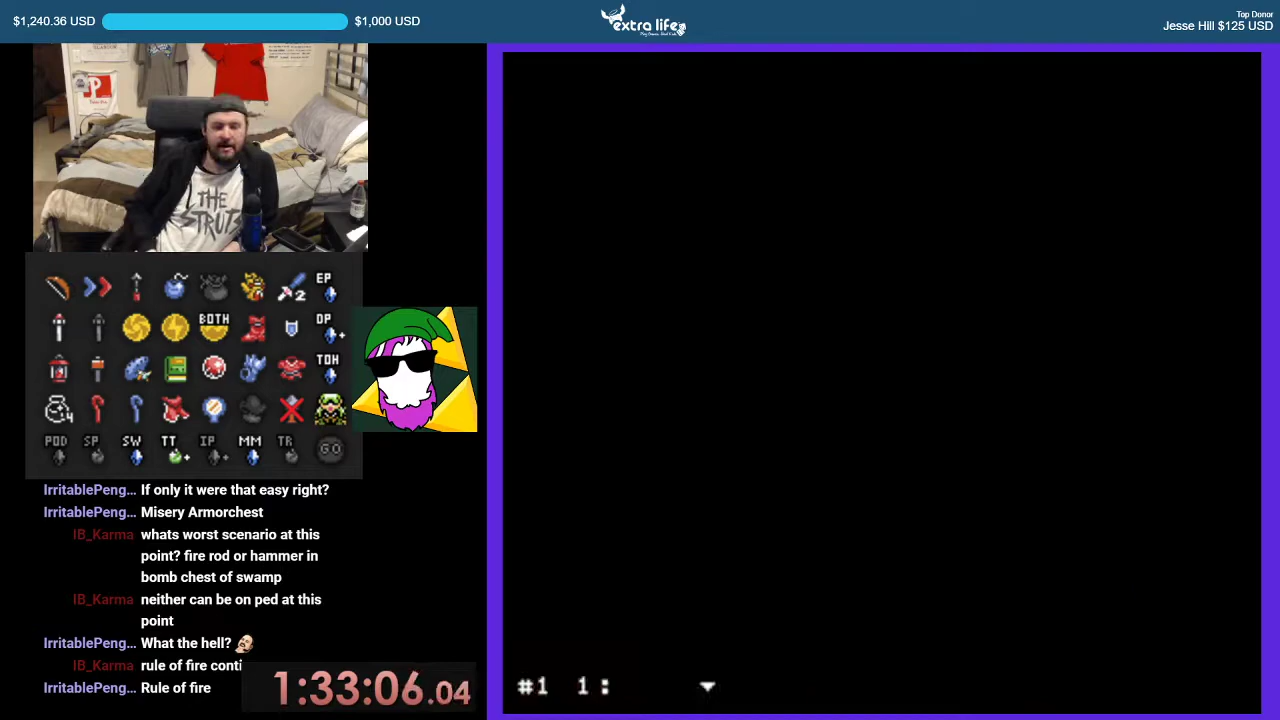 $1,240.36 USD
$1,000 USD
extra life
Top Donor
Jesse Hill $125 USD
THE
STRUTS
EP
2
BOTH
DP
+
TOH
4
POD SP SW TT IP MM TR GO
+ +
IrritablePeng... If only it were that easy right?
IrritablePeng... Misery Armorchest
IB_Karma whats worst scenario at this
point? fire rod or hammer in
bomb chest of swamp
IB_Karma neither can be on ped at this
point
IrritablePeng... What the hell?
IB_Karma rule of fire conti
IrritablePeng... Rule of fire
1:33:06.04
#1 1: